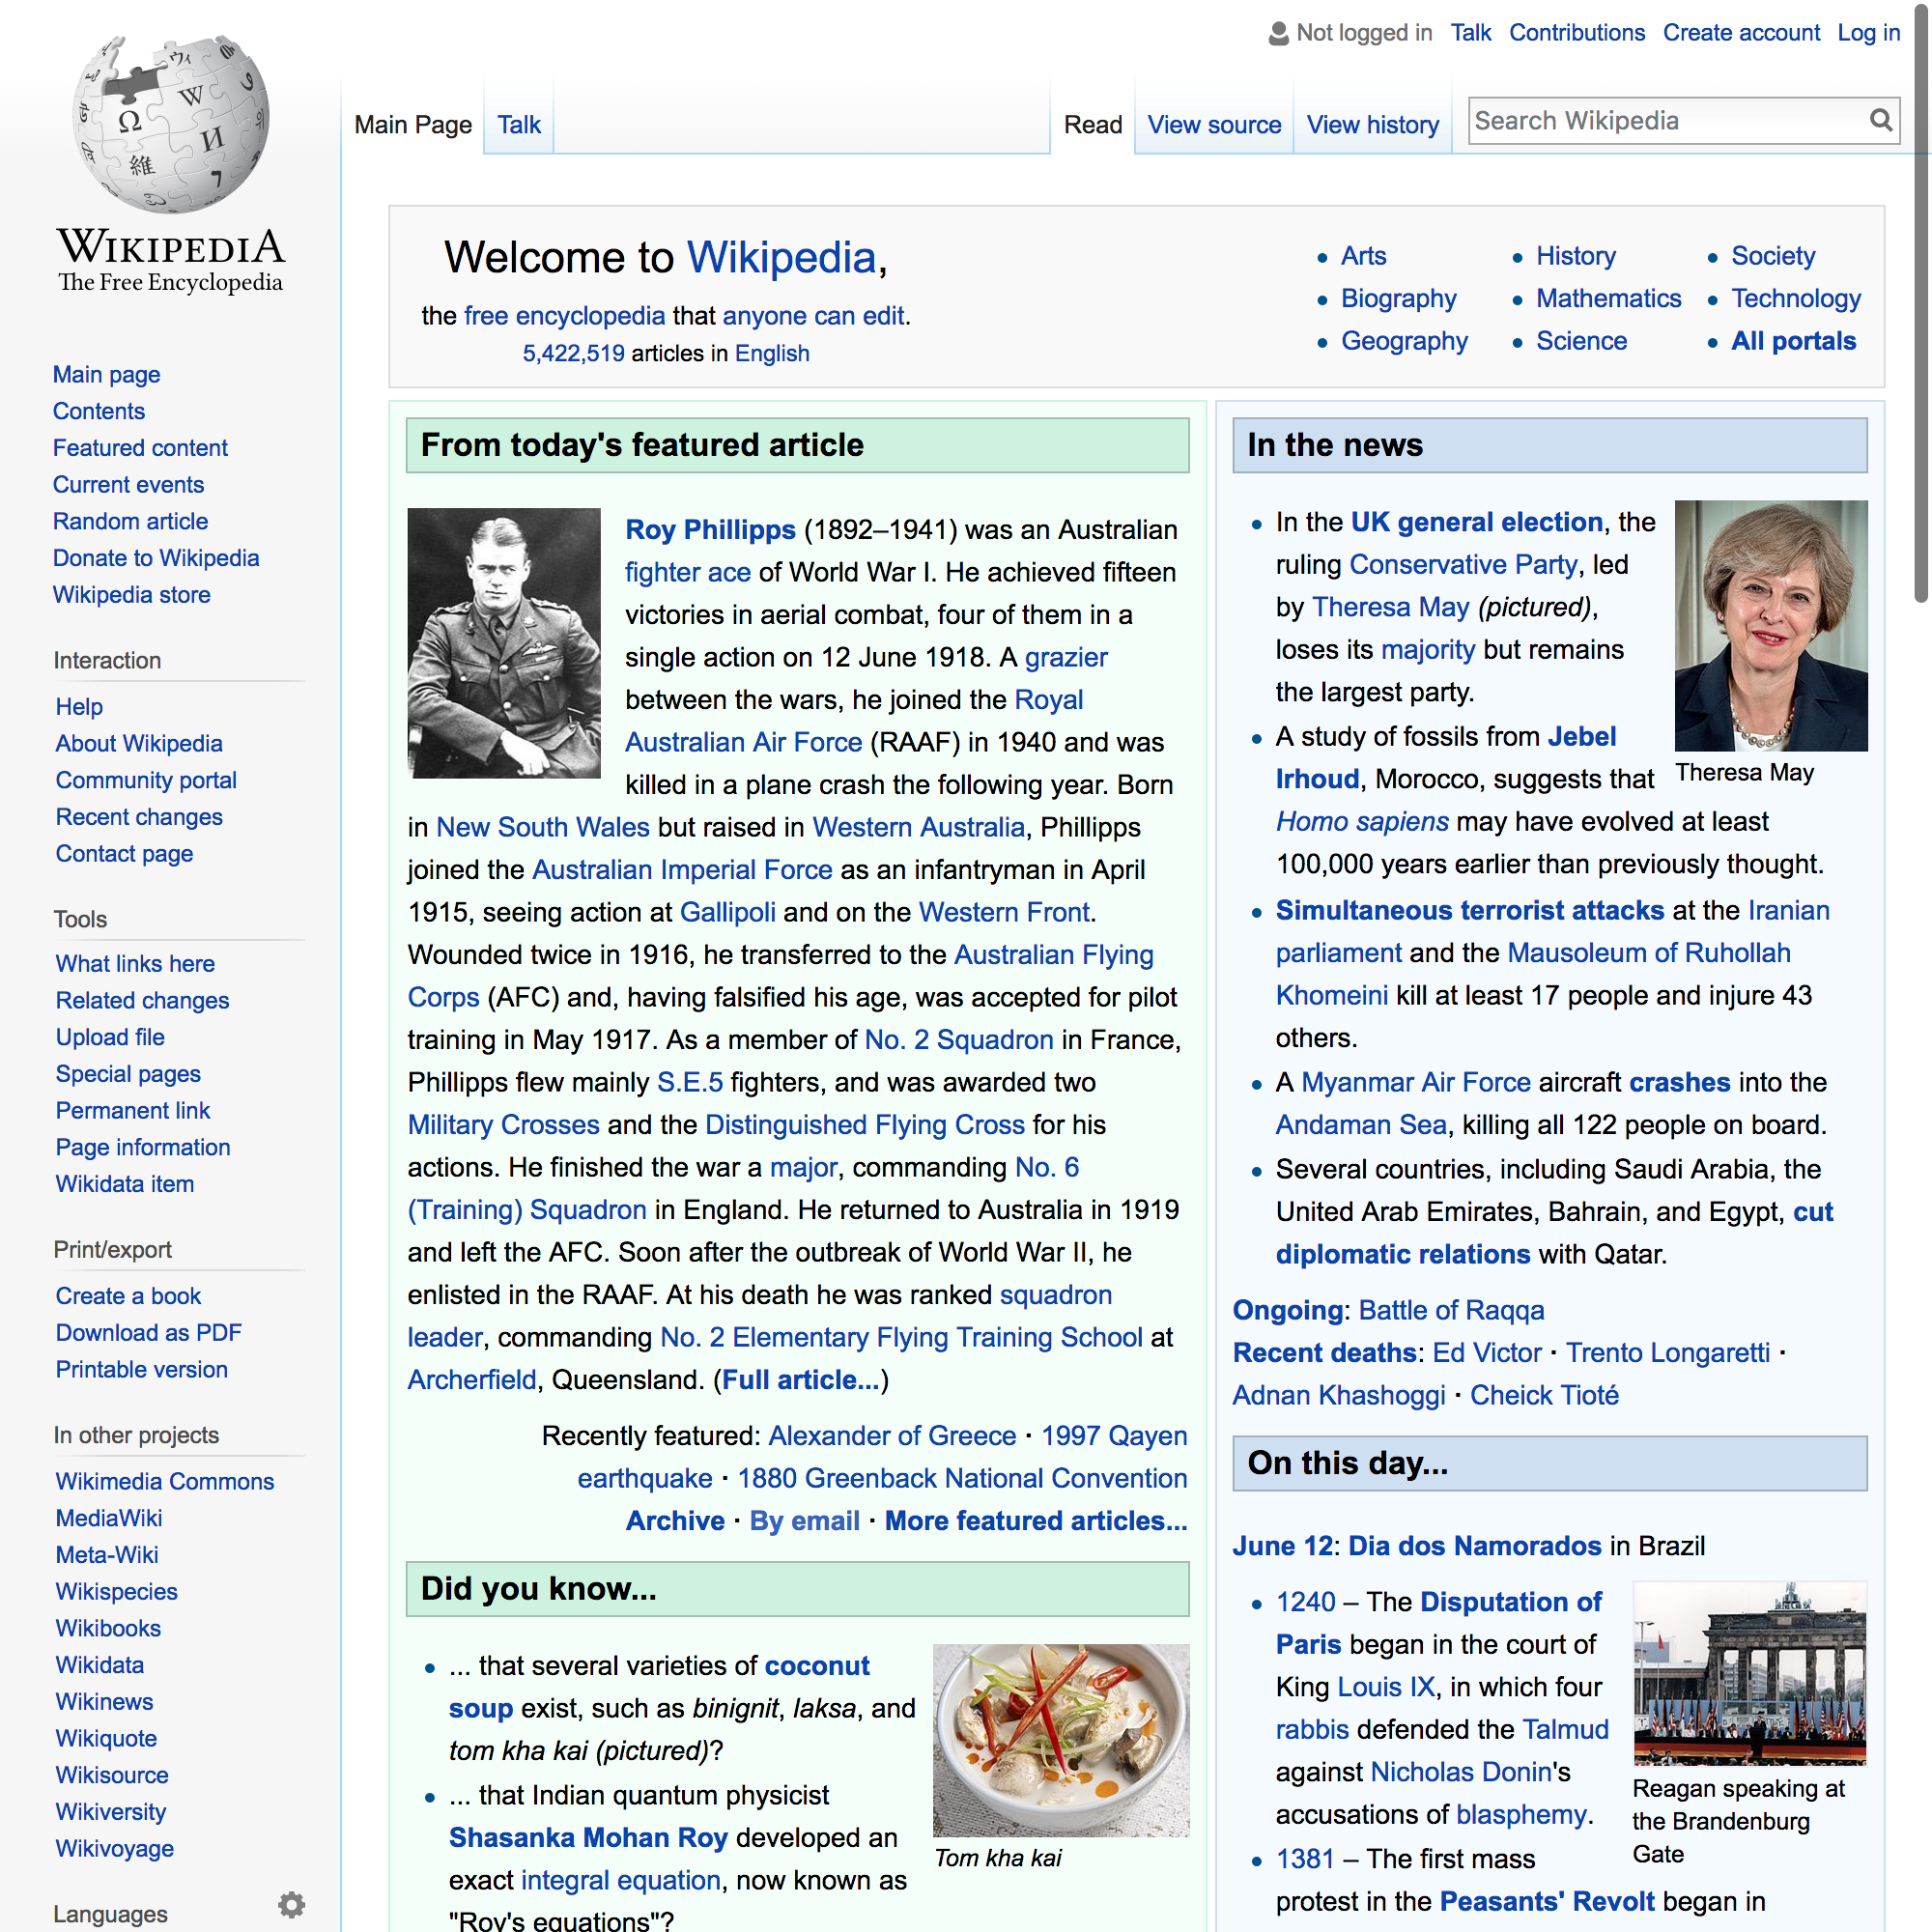 Not logged in Talk Contributions Create account Log in
Main Page Talk Read View source View history Search Wikipedia
Ω W И 維 ウィ
WIKIPEDIA
The Free Encyclopedia
Main page
Contents
Featured content
Current events
Random article
Donate to Wikipedia
Wikipedia store
Interaction
Help
About Wikipedia
Community portal
Recent changes
Contact page
Tools
What links here
Related changes
Upload file
Special pages
Permanent link
Page information
Wikidata item
Print/export
Create a book
Download as PDF
Printable version
In other projects
Wikimedia Commons
MediaWiki
Meta-Wiki
Wikispecies
Wikibooks
Wikidata
Wikinews
Wikiquote
Wikisource
Wikiversity
Wikivoyage
Languages
Welcome to Wikipedia,
the free encyclopedia that anyone can edit.
5,422,519 articles in English
Arts
Biography
Geography
History
Mathematics
Science
Society
Technology
All portals
From today's featured article
Roy Phillipps (1892–1941) was an Australian
fighter ace of World War I. He achieved fifteen
victories in aerial combat, four of them in a
single action on 12 June 1918. A grazier
between the wars, he joined the Royal
Australian Air Force (RAAF) in 1940 and was
killed in a plane crash the following year. Born
in New South Wales but raised in Western Australia, Phillipps
joined the Australian Imperial Force as an infantryman in April
1915, seeing action at Gallipoli and on the Western Front.
Wounded twice in 1916, he transferred to the Australian Flying
Corps (AFC) and, having falsified his age, was accepted for pilot
training in May 1917. As a member of No. 2 Squadron in France,
Phillipps flew mainly S.E.5 fighters, and was awarded two
Military Crosses and the Distinguished Flying Cross for his
actions. He finished the war a major, commanding No. 6
(Training) Squadron in England. He returned to Australia in 1919
and left the AFC. Soon after the outbreak of World War II, he
enlisted in the RAAF. At his death he was ranked squadron
leader, commanding No. 2 Elementary Flying Training School at
Archerfield, Queensland. (Full article...)
Recently featured: Alexander of Greece · 1997 Qayen
earthquake · 1880 Greenback National Convention
Archive · By email · More featured articles...
Did you know...
... that several varieties of coconut
soup exist, such as binignit, laksa, and
tom kha kai (pictured)?
... that Indian quantum physicist
Shasanka Mohan Roy developed an
exact integral equation, now known as
"Roy's equations"?
Tom kha kai
In the news
In the UK general election, the
ruling Conservative Party, led
by Theresa May (pictured),
loses its majority but remains
the largest party.
Theresa May
A study of fossils from Jebel
Irhoud, Morocco, suggests that
Homo sapiens may have evolved at least
100,000 years earlier than previously thought.
Simultaneous terrorist attacks at the Iranian
parliament and the Mausoleum of Ruhollah
Khomeini kill at least 17 people and injure 43
others.
A Myanmar Air Force aircraft crashes into the
Andaman Sea, killing all 122 people on board.
Several countries, including Saudi Arabia, the
United Arab Emirates, Bahrain, and Egypt, cut
diplomatic relations with Qatar.
Ongoing: Battle of Raqqa
Recent deaths: Ed Victor · Trento Longaretti ·
Adnan Khashoggi · Cheick Tioté
On this day...
June 12: Dia dos Namorados in Brazil
1240 – The Disputation of
Paris began in the court of
King Louis IX, in which four
rabbis defended the Talmud
against Nicholas Donin's
accusations of blasphemy.
1381 – The first mass
protest in the Peasants' Revolt began in
Reagan speaking at
the Brandenburg
Gate